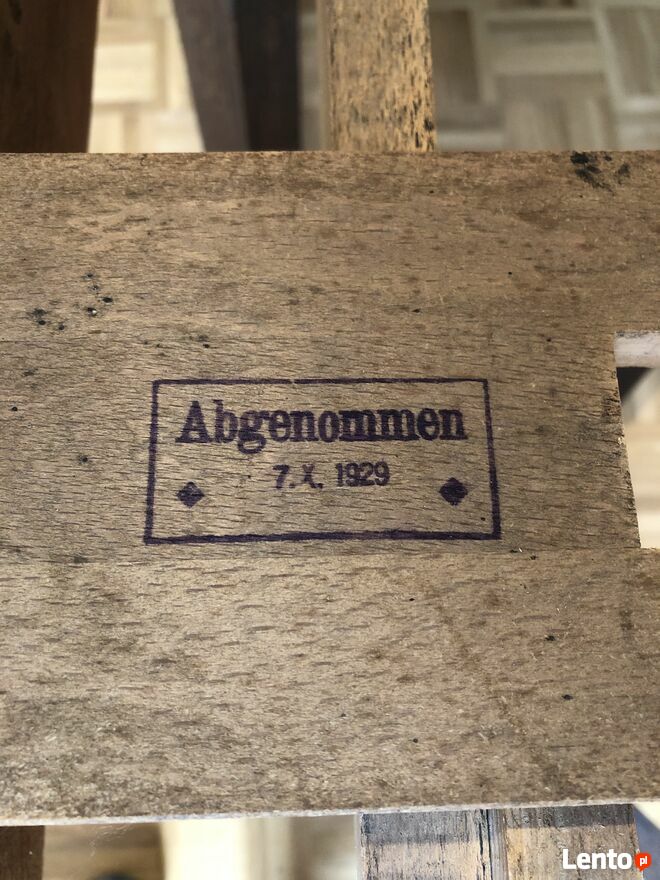 Abgenommen
7. X. 1929
Lento.pl